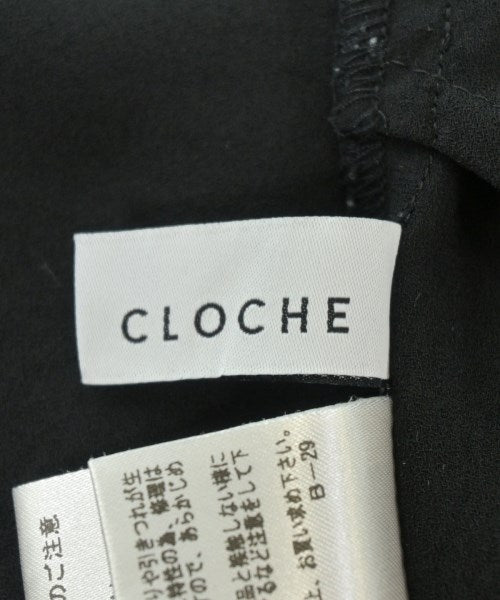 CLOCHE
上、お買い求め下さい。
B-29
品と接触しない様に
るなど注意をして下
りや引きつれが生
特性の為、修理は
ので、あらかじめ
のご注意